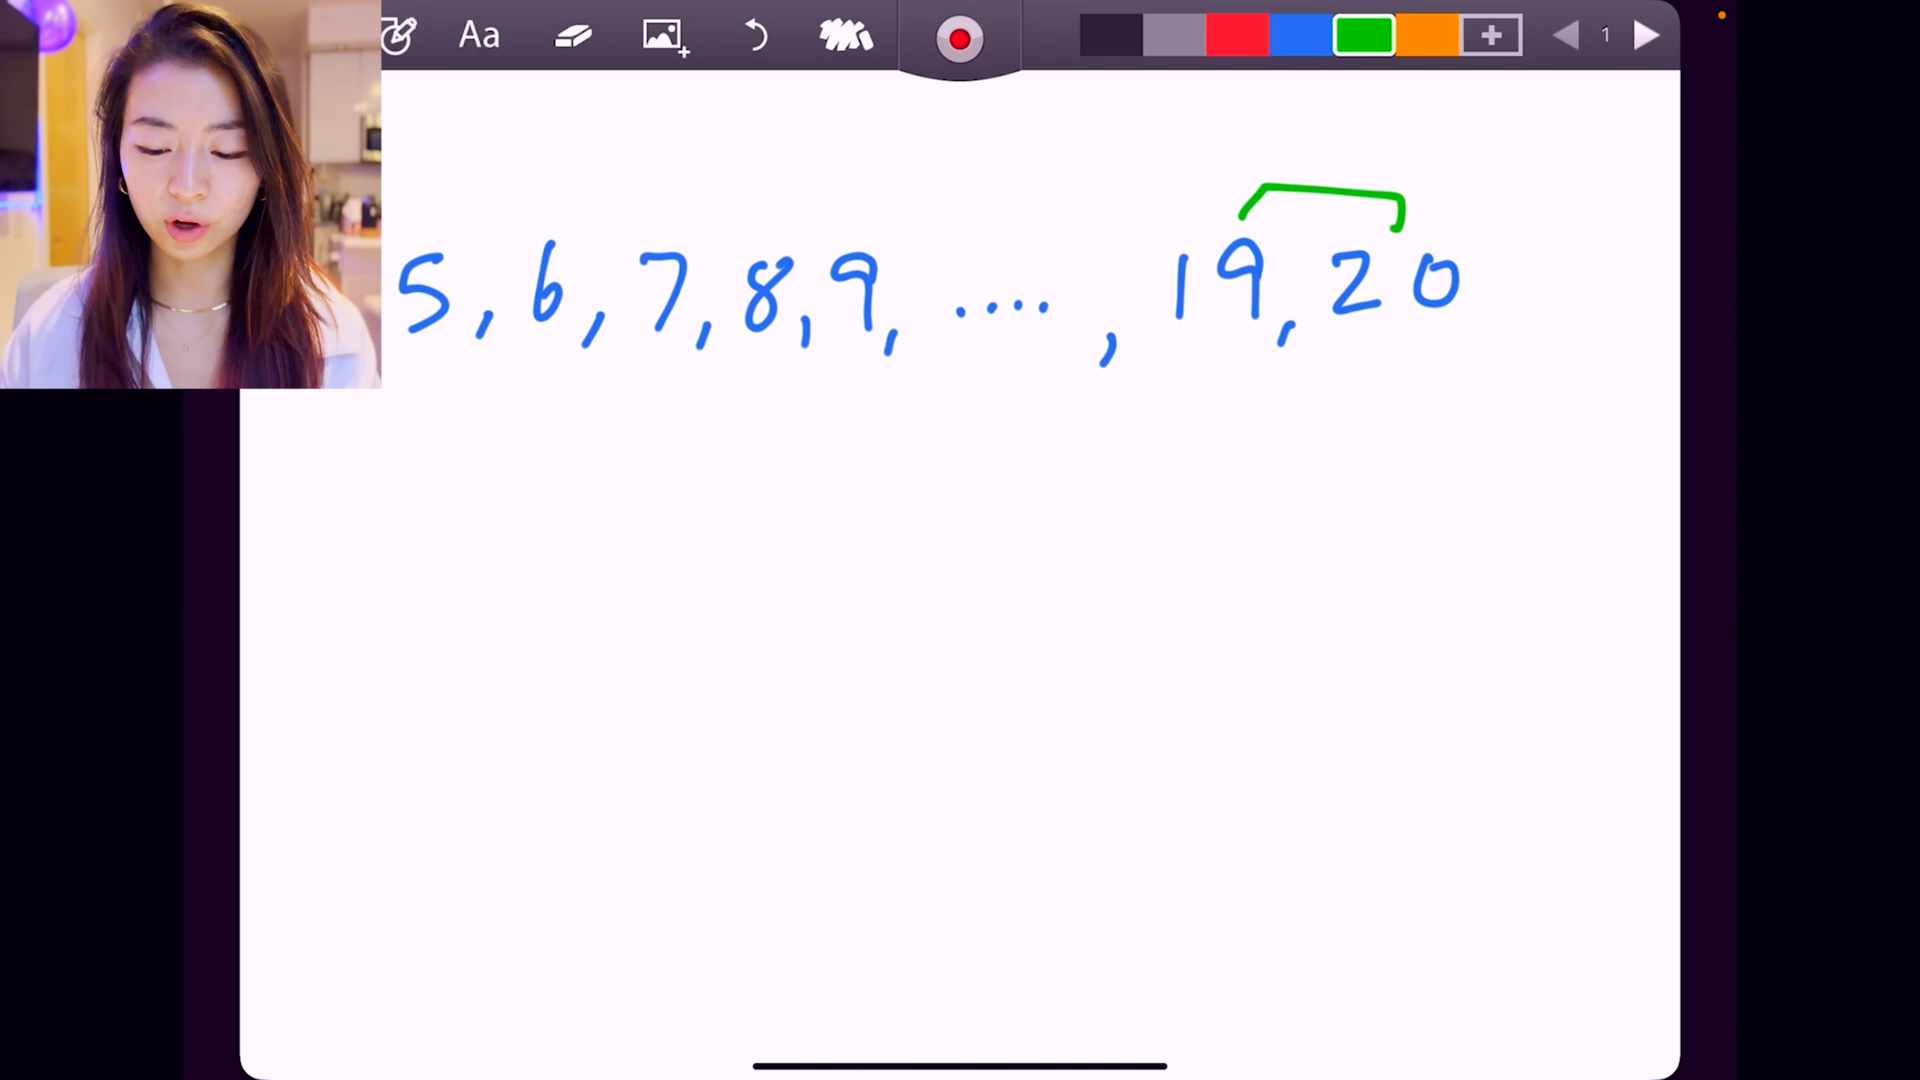 Aa 1
5, 6, 7, 8, 9, .... , 19, 20